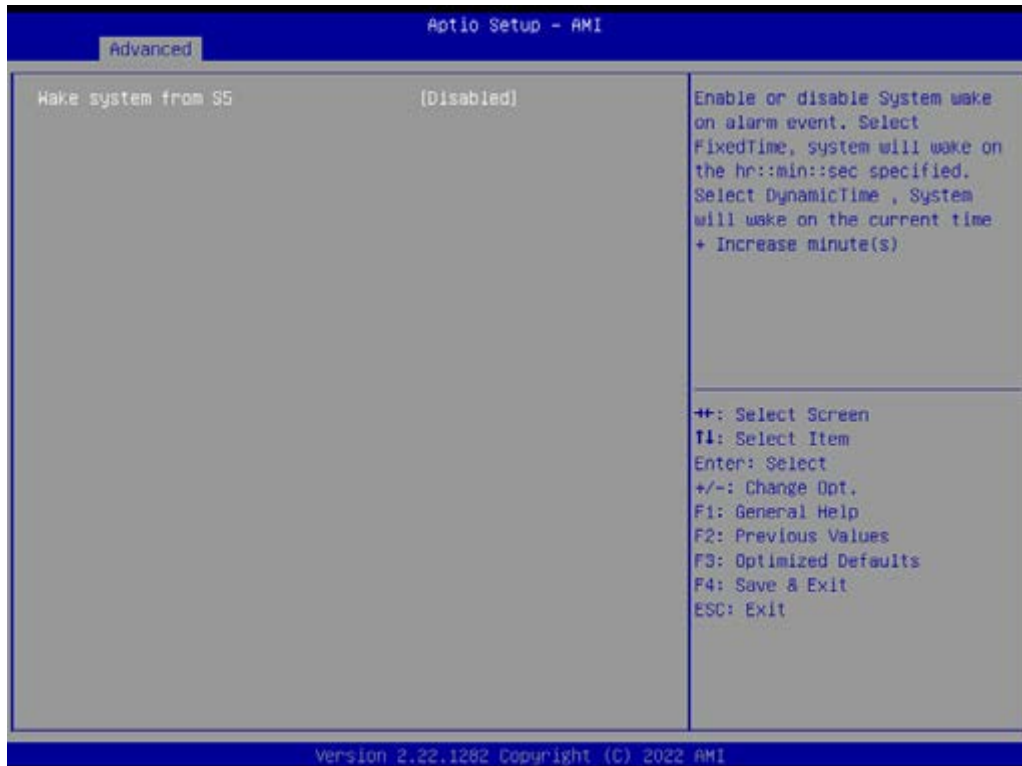 Aptio Setup - AMI
Advanced
Wake system from S5 [Disabled]
Enable or disable System wake
on alarm event. Select
FixedTime, system will wake on
the hr::min::sec specified.
Select DynamicTime , System
will wake on the current time
+ Increase minute(s)
→←: Select Screen
↑↓: Select Item
Enter: Select
+/-: Change Opt.
F1: General Help
F2: Previous Values
F3: Optimized Defaults
F4: Save & Exit
ESC: Exit
Version 2.22.1282 Copyright (C) 2022 AMI